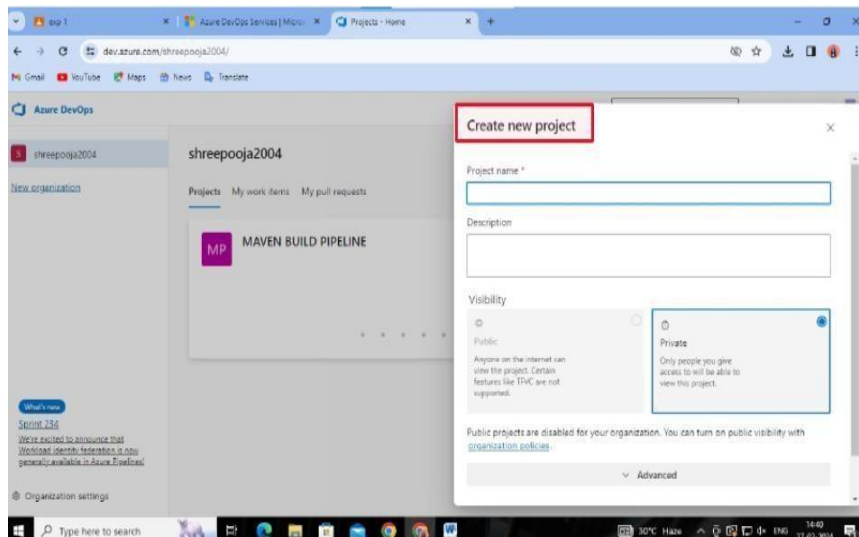 exp 1
Azure DevOps Services | Micro
Projects - Home
dev.azure.com/shreepooja2004/
Gmail
YouTube
Maps
News
Translate
Azure DevOps
S
shreepooja2004
New organization
What's new
Sprint 234
We're excited to announce that
Workload identity federation is now
generally available in Azure Pipelines!
Organization settings
shreepooja2004
Projects
My work items
My pull requests
MP
MAVEN BUILD PIPELINE
Create new project
Project name *
Description
Visibility
Public
Anyone on the internet can
view the project. Certain
features like TFVC are not
supported.
Private
Only people you give
access to will be able to
view this project.
Public projects are disabled for your organization. You can turn on public visibility with
organization policies.
Advanced
Type here to search
30°C Haze
ENG
14:40
27-03-2024